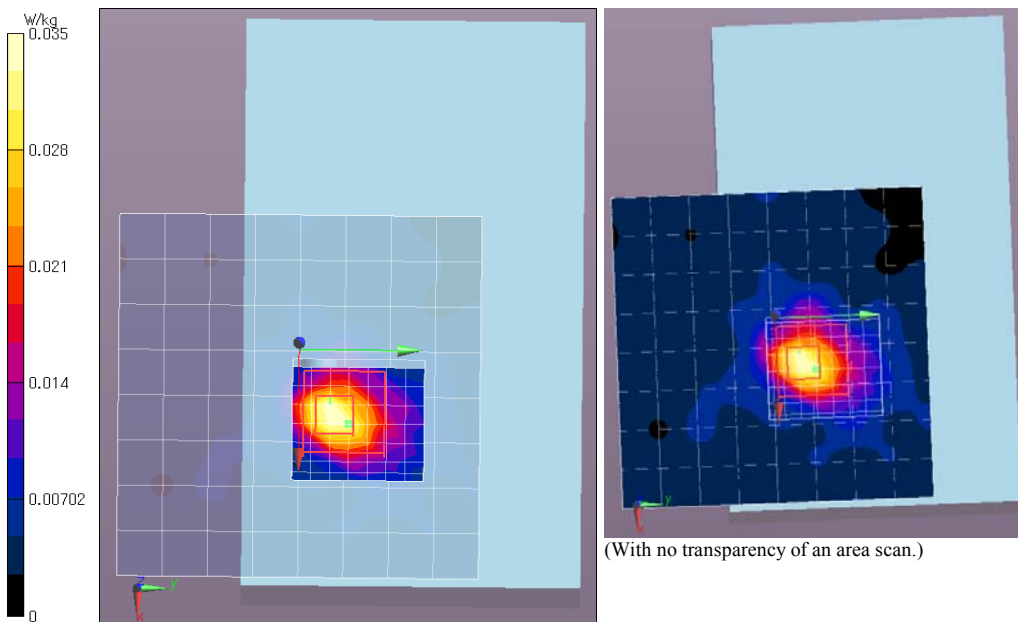 W/kg
0.035
0.028
0.021
0.014
0.00702
0
z
y
x
y
x
(With no transparency of an area scan.)